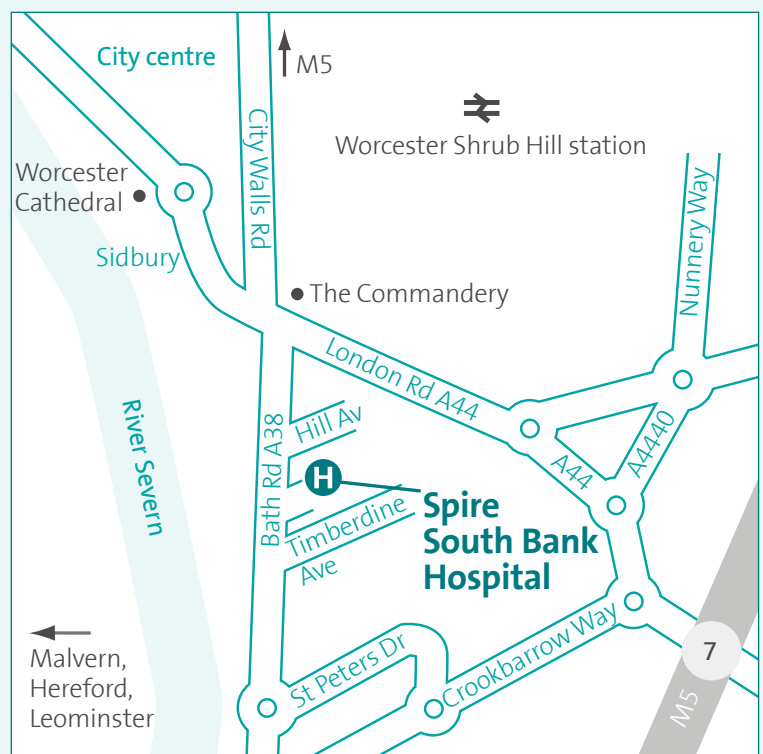 City centre
M5
City Walls Rd
Worcester Shrub Hill station
Worcester
Cathedral
Nunnery Way
Sidbury
The Commandery
London Rd A44
River Severn
Bath Rd A38
Hill Av
A4440
A44
H
Spire
South Bank
Hospital
Timberdine
Ave
Malvern,
Hereford,
Leominster
St Peters Dr
Crookbarrow Way
7
M5